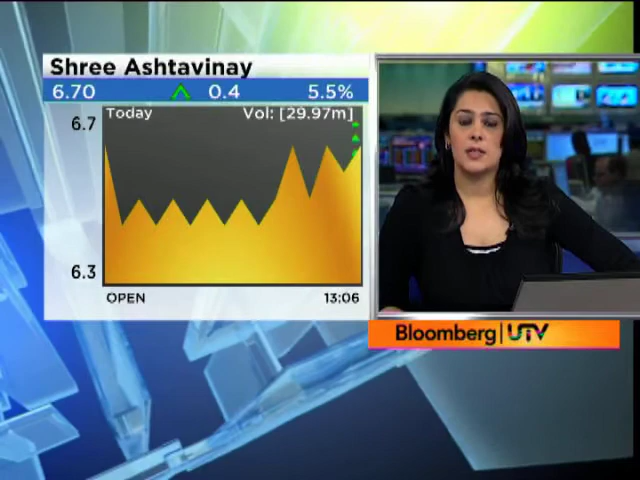 Shree Ashtavinay
6.70 0.4 5.5%
Today Vol: [29.97m]
6.7
6.3
OPEN 13:06
Bloomberg | UTV